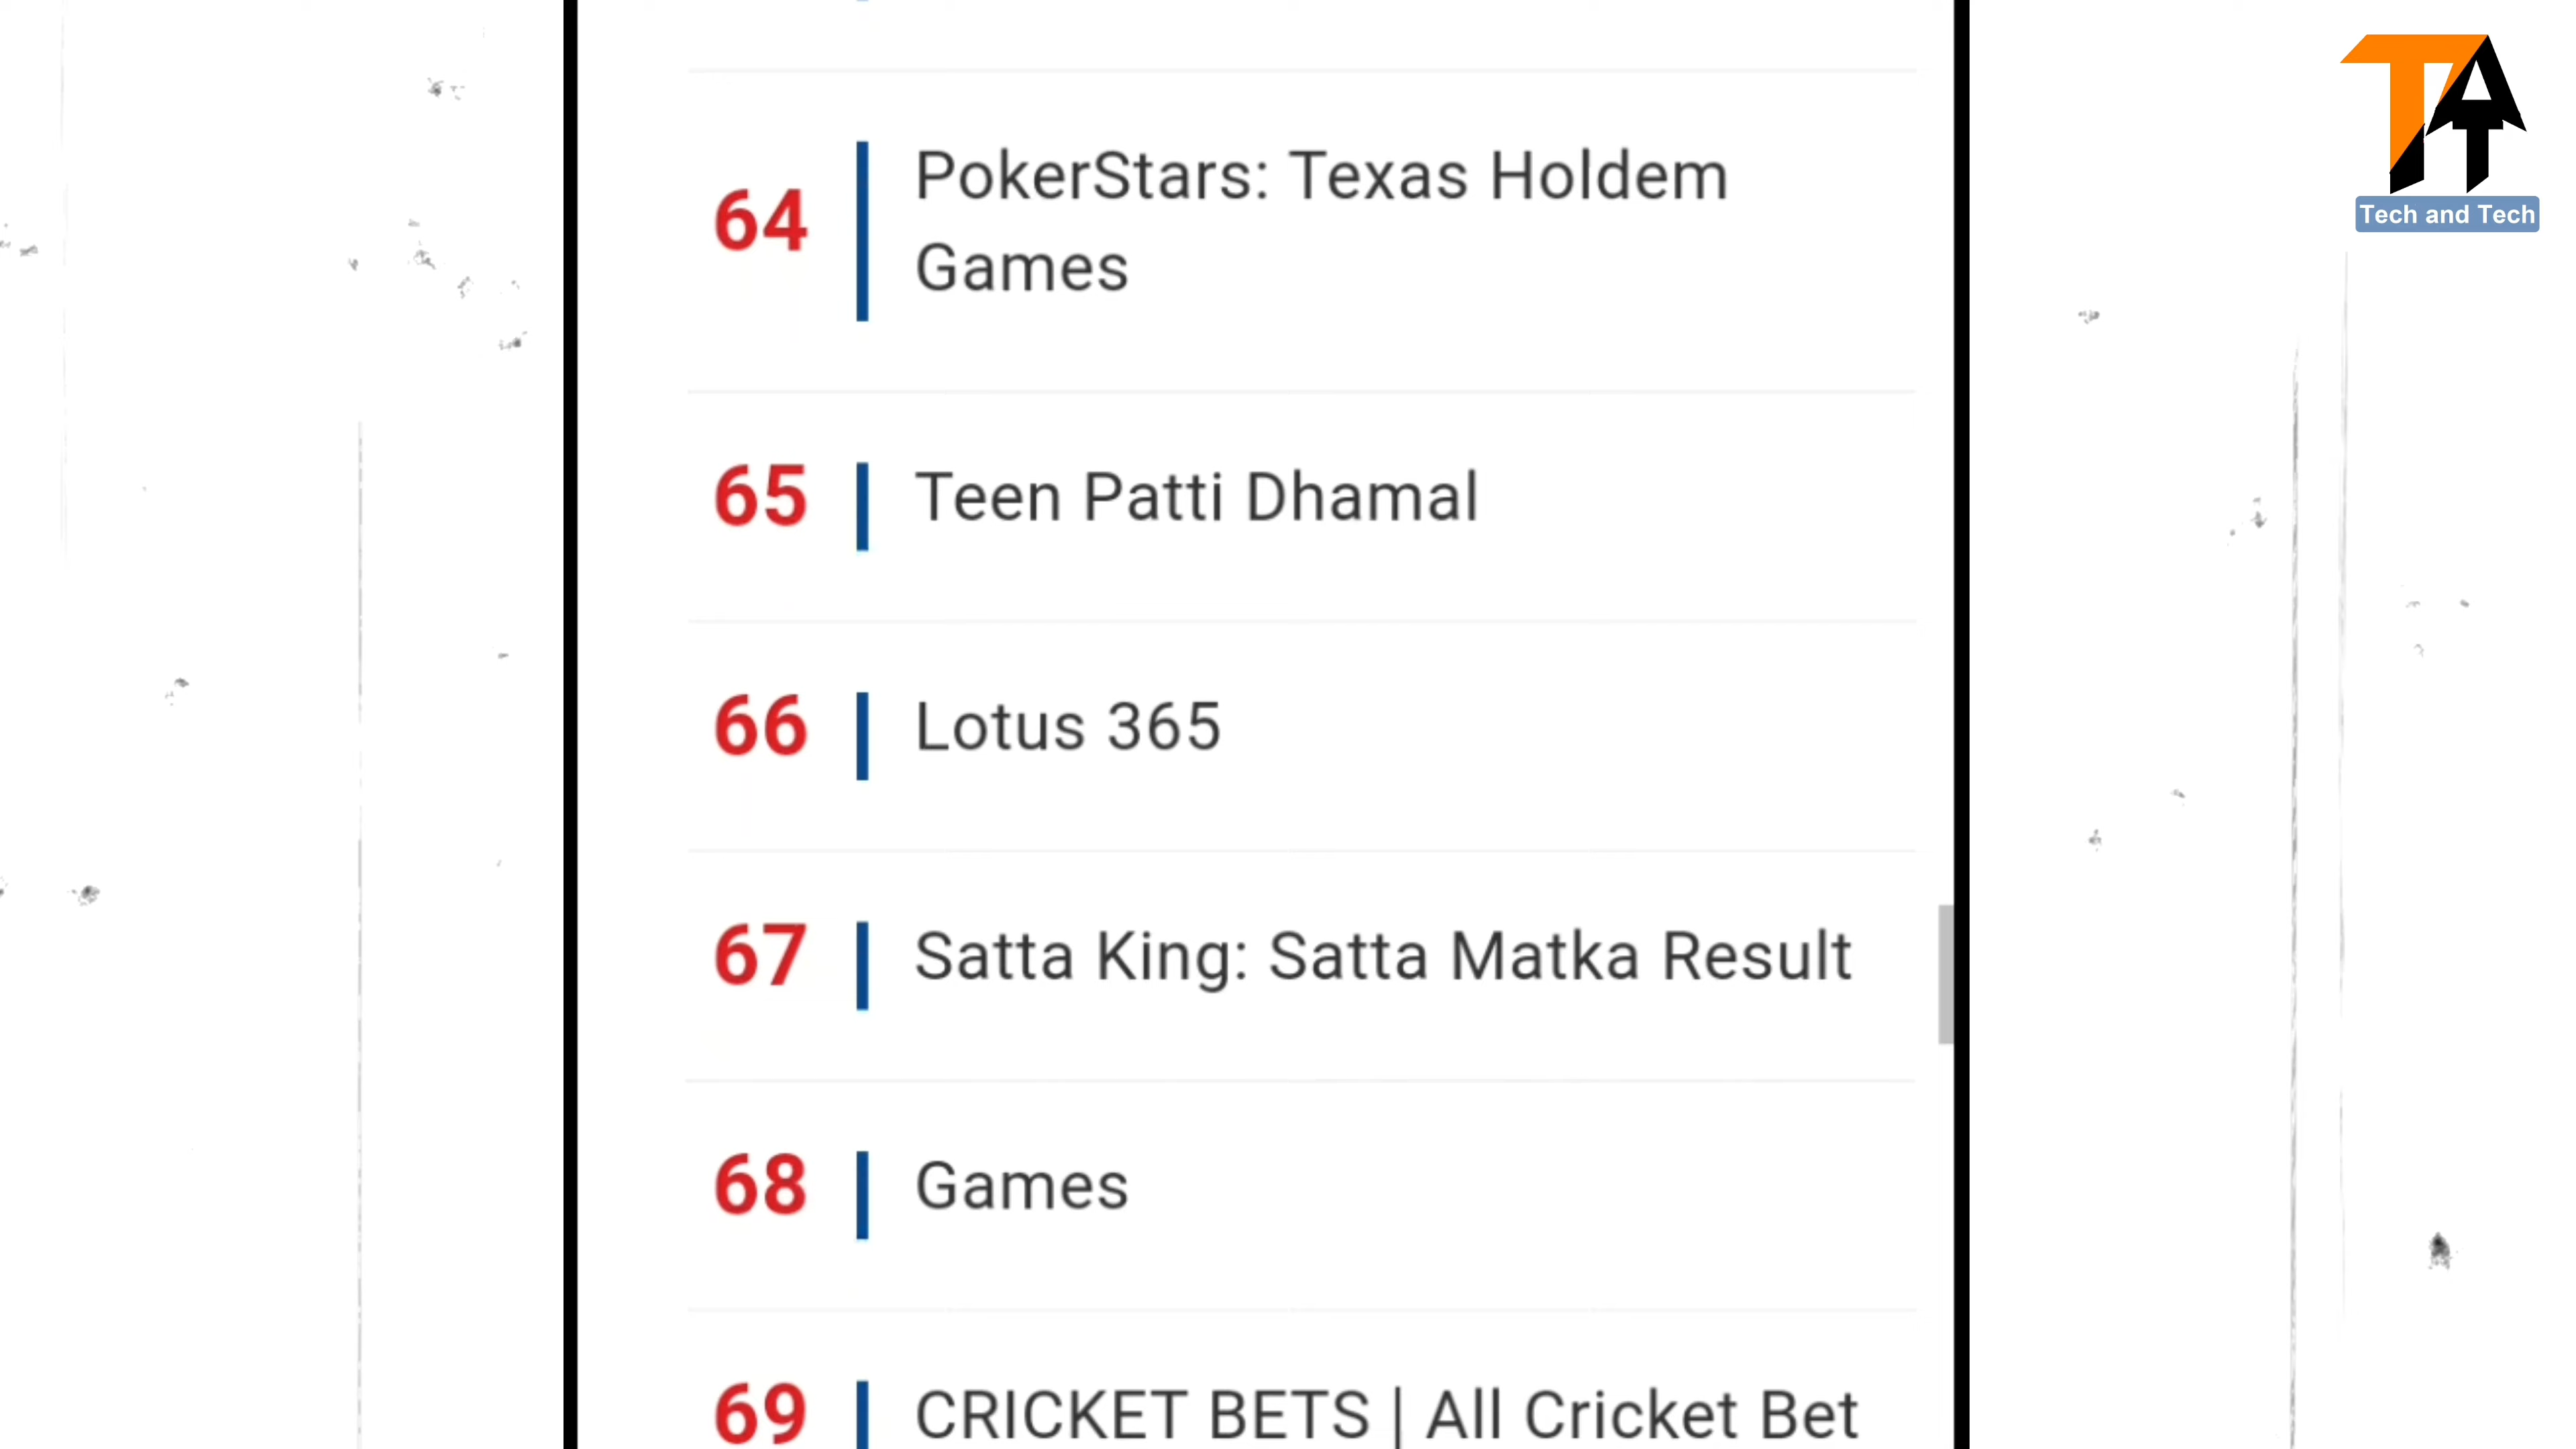 Tech and Tech
64
PokerStars: Texas Holdem
Games
65
Teen Patti Dhamal
66
Lotus 365
67
Satta King: Satta Matka Result
68
Games
69
CRICKET BETS | All Cricket Bet